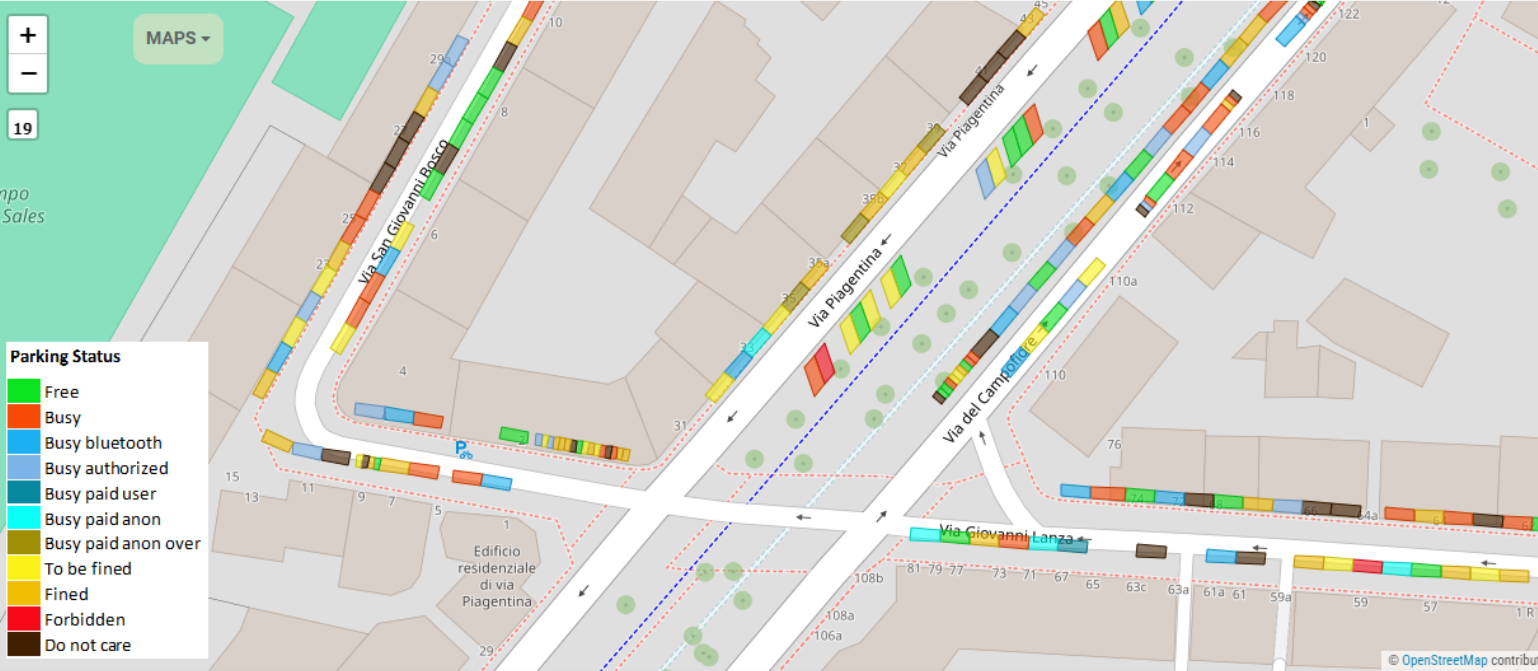 +
−
19
MAPS
mpo
Sales
Parking Status
Free
Busy
Busy bluetooth
Busy authorized
Busy paid user
Busy paid anon
Busy paid anon over
To be fined
Fined
Forbidden
Do not care
Via San Giovanni Bosco
10
8
6
4
29
25
23
15
13
11
9
7
5
1
P
Edificio
residenziale
di via
Piagentina
29
31
33
35
35a
35b
39
43
45
Via Piagentina
Via Piagentina
Via del Campofiore
122
120
118
116
114
112
110a
110
1
76
74
66
64a
Via Giovanni Lanza
81
79
77
73
71
67
65
63c
63a
61a
61
59a
59
57
1 R
108b
108a
106a
© OpenStreetMap contribu